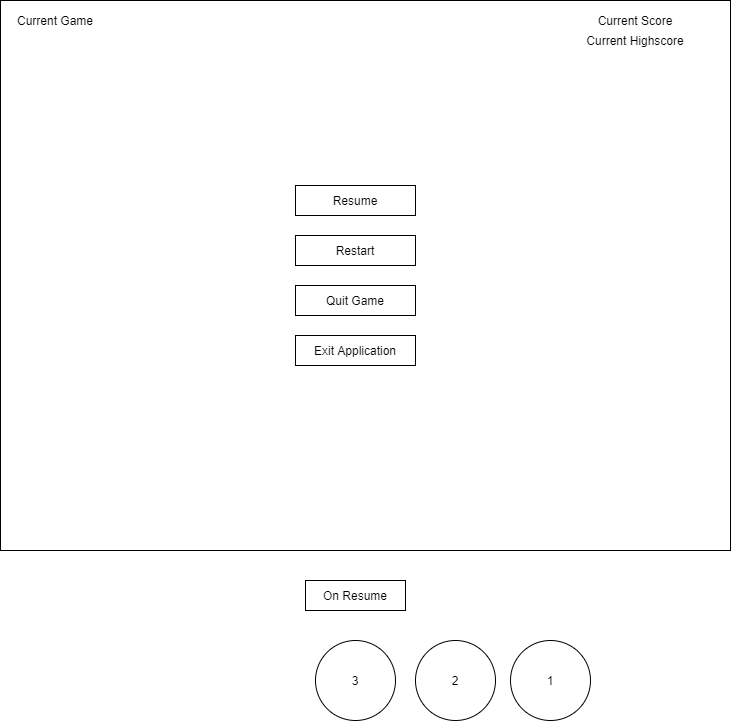 Current Game
Current Score
Current Highscore
Resume
Restart
Quit Game
Exit Application
On Resume
3
2
1